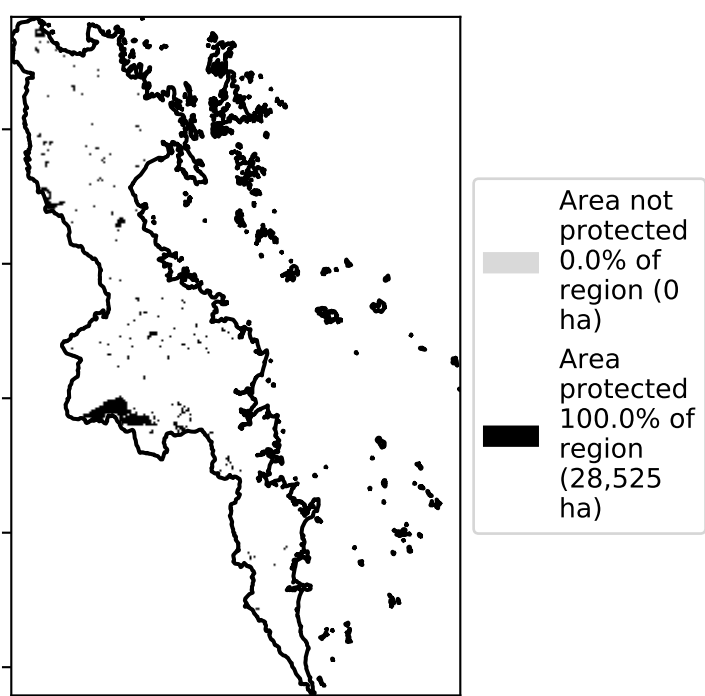 Area not
protected
0.0% of
region (0
ha)
Area
protected
100.0% of
region
(28,525
ha)